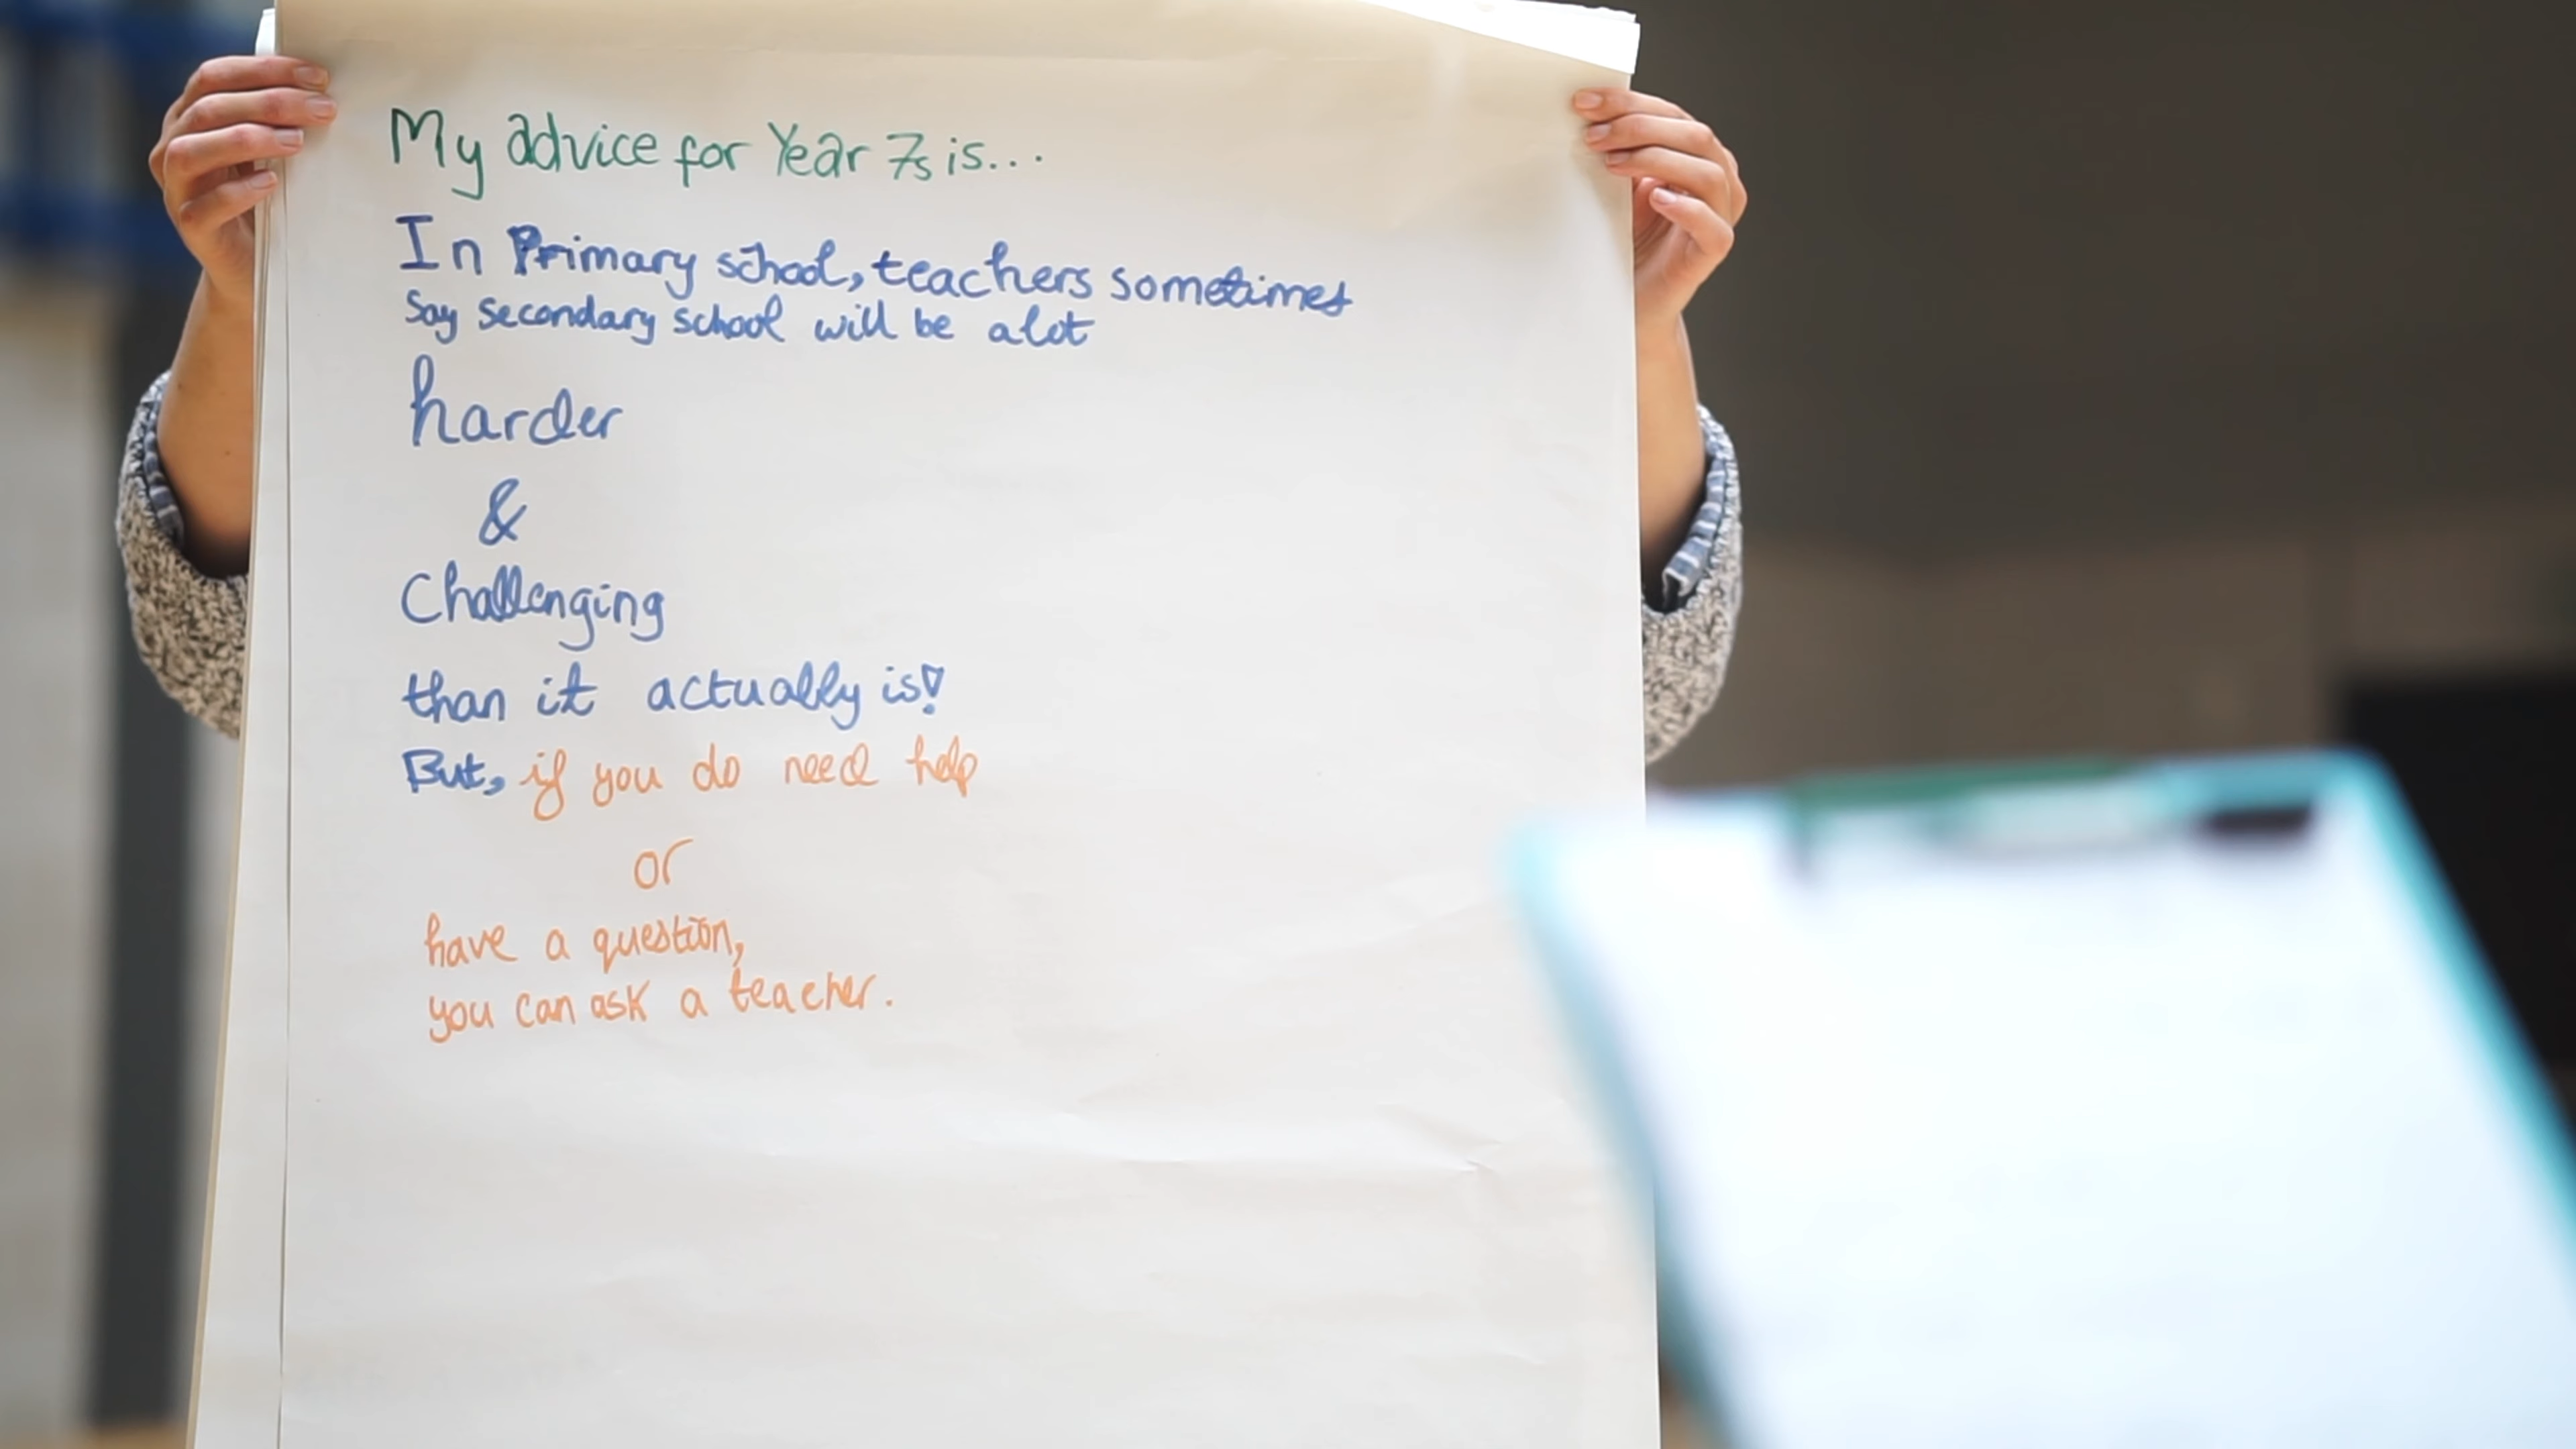 My advice for Year 7s is...
In Primary school, teachers sometimes
Say secondary school will be alot
harder
&
Challenging
than it actually is!
But, if you do need help
or
have a question,
you can ask a teacher.